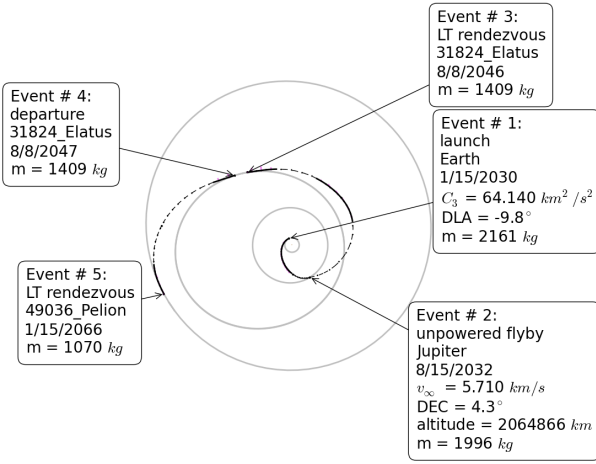 Event # 3:
LT rendezvous
31824_Elatus
8/8/2046
m = 1409 kg
Event # 4:
departure
31824_Elatus
8/8/2047
m = 1409 kg
Event # 1:
launch
Earth
1/15/2030
C₃ = 64.140 km² /s²
DLA = -9.8°
m = 2161 kg
Event # 5:
LT rendezvous
49036_Pelion
1/15/2066
m = 1070 kg
Event # 2:
unpowered flyby
Jupiter
8/15/2032
v∞ = 5.710 km/s
DEC = 4.3°
altitude = 2064866 km
m = 1996 kg